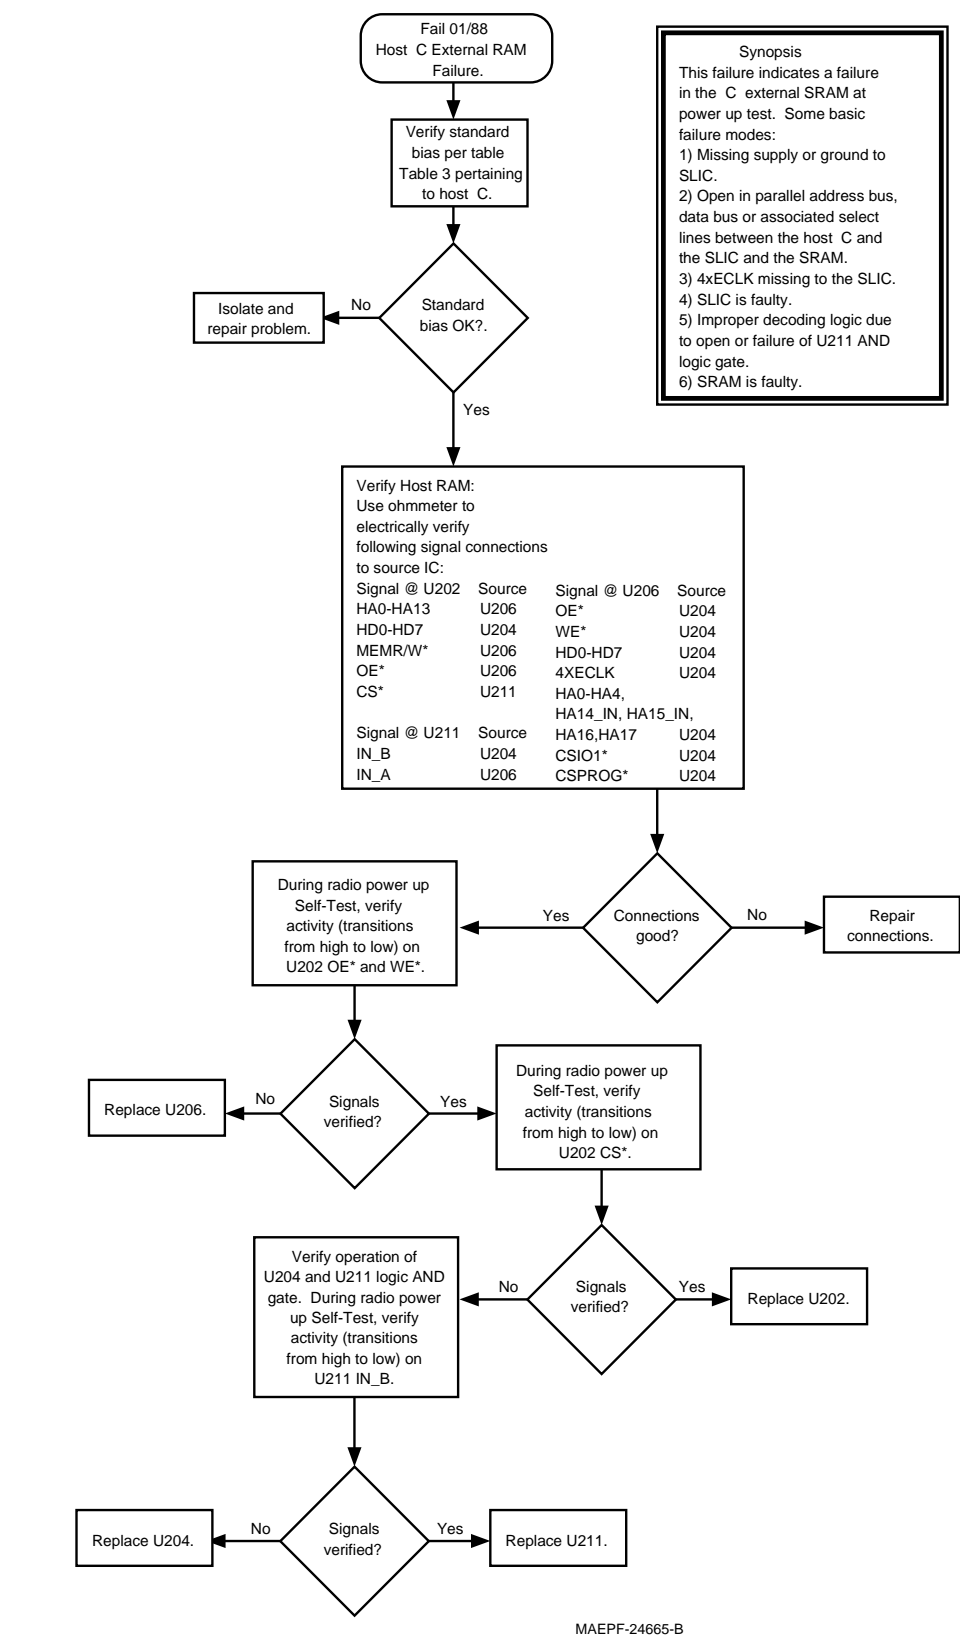 Fail 01/88
Host C External RAM
Failure.
Synopsis
This failure indicates a failure
in the C external SRAM at
power up test. Some basic
failure modes:
1) Missing supply or ground to
SLIC.
2) Open in parallel address bus,
data bus or associated select
lines between the host C and
the SLIC and the SRAM.
3) 4xECLK missing to the SLIC.
4) SLIC is faulty.
5) Improper decoding logic due
to open or failure of U211 AND
logic gate.
6) SRAM is faulty.
Verify standard
bias per table
Table 3 pertaining
to host C.
Standard
bias OK?.
No
Isolate and
repair problem.
Yes
Verify Host RAM:
Use ohmmeter to
electrically verify
following signal connections
to source IC:
Signal @ U202 Source
HA0-HA13 U206
HD0-HD7 U204
MEMR/W* U206
OE* U206
CS* U211
Signal @ U211 Source
IN_B U204
IN_A U206
Signal @ U206 Source
OE* U204
WE* U204
HD0-HD7 U204
4XECLK U204
HA0-HA4,
HA14_IN, HA15_IN,
HA16,HA17 U204
CSIO1* U204
CSPROG* U204
Connections
good?
No
Repair
connections.
Yes
During radio power up
Self-Test, verify
activity (transitions
from high to low) on
U202 OE* and WE*.
Signals
verified?
No
Replace U206.
Yes
During radio power up
Self-Test, verify
activity (transitions
from high to low) on
U202 CS*.
Signals
verified?
Yes
Replace U202.
No
Verify operation of
U204 and U211 logic AND
gate. During radio power
up Self-Test, verify
activity (transitions
from high to low) on
U211 IN_B.
Signals
verified?
No
Replace U204.
Yes
Replace U211.
MAEPF-24665-B